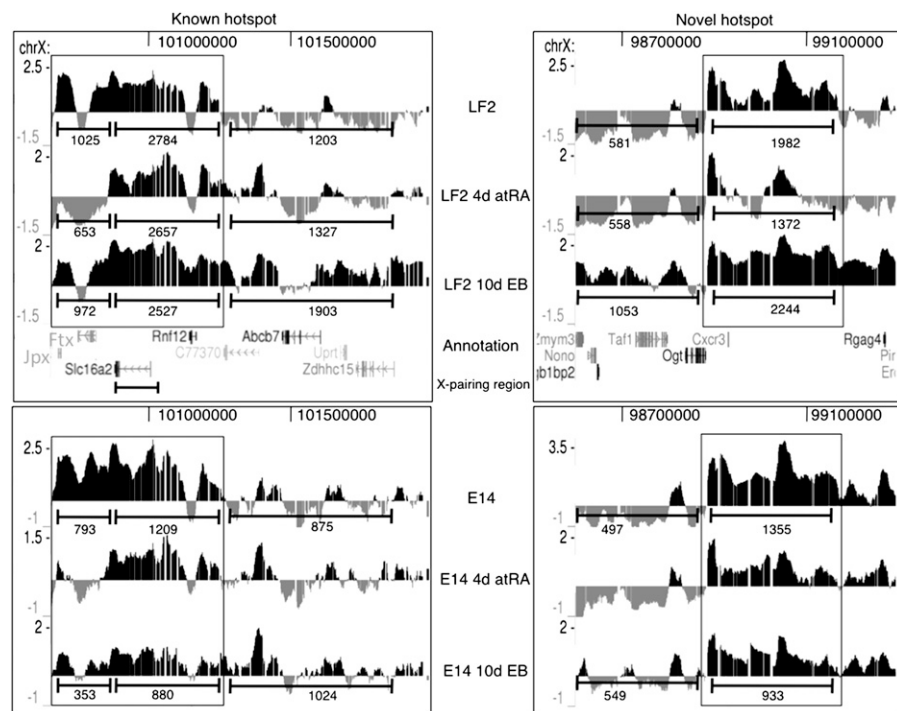 Known hotspot
Novel hotspot
chrX: 101000000 101500000
98700000 99100000
2.5 -
-1.5
1025 2784 1203
LF2
2.5 -
-1.5
581 1982
2 -
-1.5
653 2657 1327
LF2 4d atRA
2 -
-1.5
558 1372
2 -
-1.5
972 2527 1903
LF2 10d EB
2 -
-1.5
1053 2244
Ftx Rnf12 Abcb7
Jpx C77370 Uprt
Slc16a2 Zdhhc15
Annotation
X-pairing region
Zmym3 Taf1 Cxcr3 Rgag4
Nono Ogt Pir
gb1bp2 Er
101000000 101500000
98700000 99100000
2.5 -
-1
793 1209 875
E14
3.5 -
-1
497 1355
1.5 -
-1
E14 4d atRA
2 -
-1
2 -
-1
353 880 1024
E14 10d EB
2 -
-1
549 933